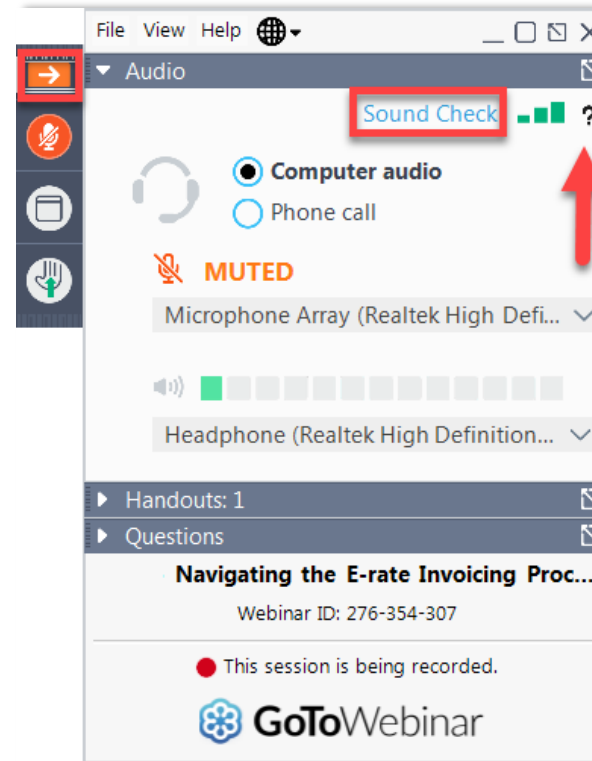 File View Help
Audio
Sound Check ?
Computer audio
Phone call
MUTED
Microphone Array (Realtek High Defi...
Headphone (Realtek High Definition...
Handouts: 1
Questions
Navigating the E-rate Invoicing Proc...
Webinar ID: 276-354-307
This session is being recorded.
GoToWebinar